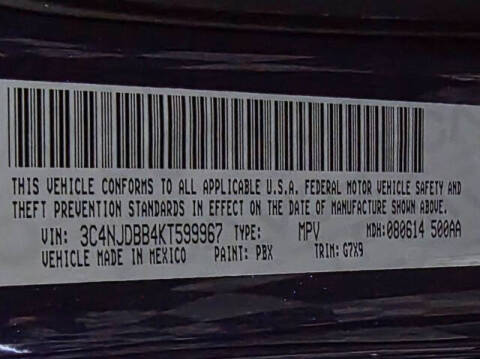 THIS VEHICLE CONFORMS TO ALL APPLICABLE U.S.A. FEDERAL MOTOR VEHICLE SAFETY AND
THEFT PREVENTION STANDARDS IN EFFECT ON THE DATE OF MANUFACTURE SHOWN ABOVE.
VIN: 3C4NJDBB4KT599967 TYPE: MPV MDH: 080614 500AA
VEHICLE MADE IN MEXICO PAINT: PBX TRIM: G7X9